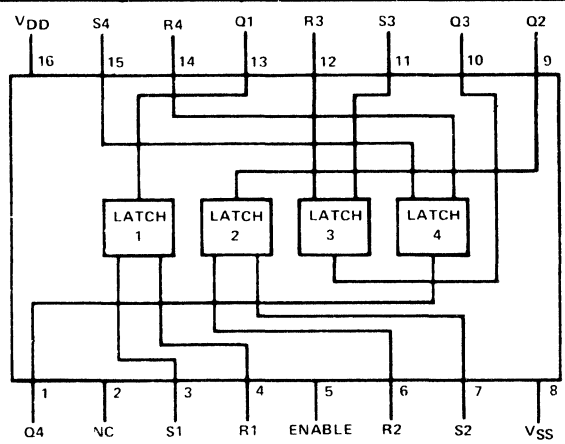 VDD S4 R4 Q1 R3 S3 Q3 Q2
16 15 14 13 12 11 10 9
LATCH 1
LATCH 2
LATCH 3
LATCH 4
1 2 3 4 5 6 7 8
Q4 NC S1 R1 ENABLE R2 S2 VSS